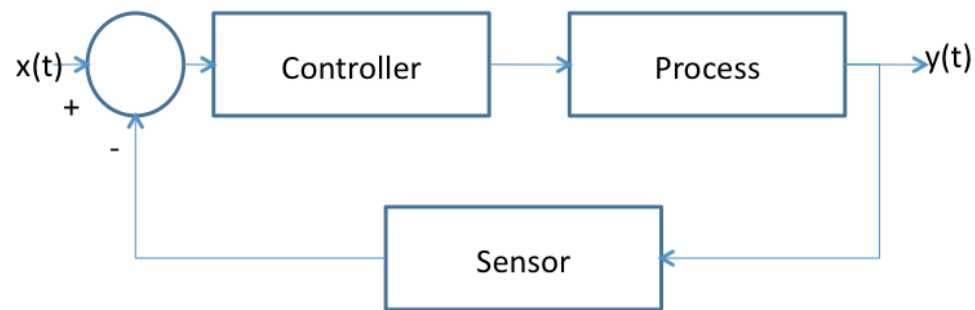 x(t)
+
-
Controller
Process
y(t)
Sensor